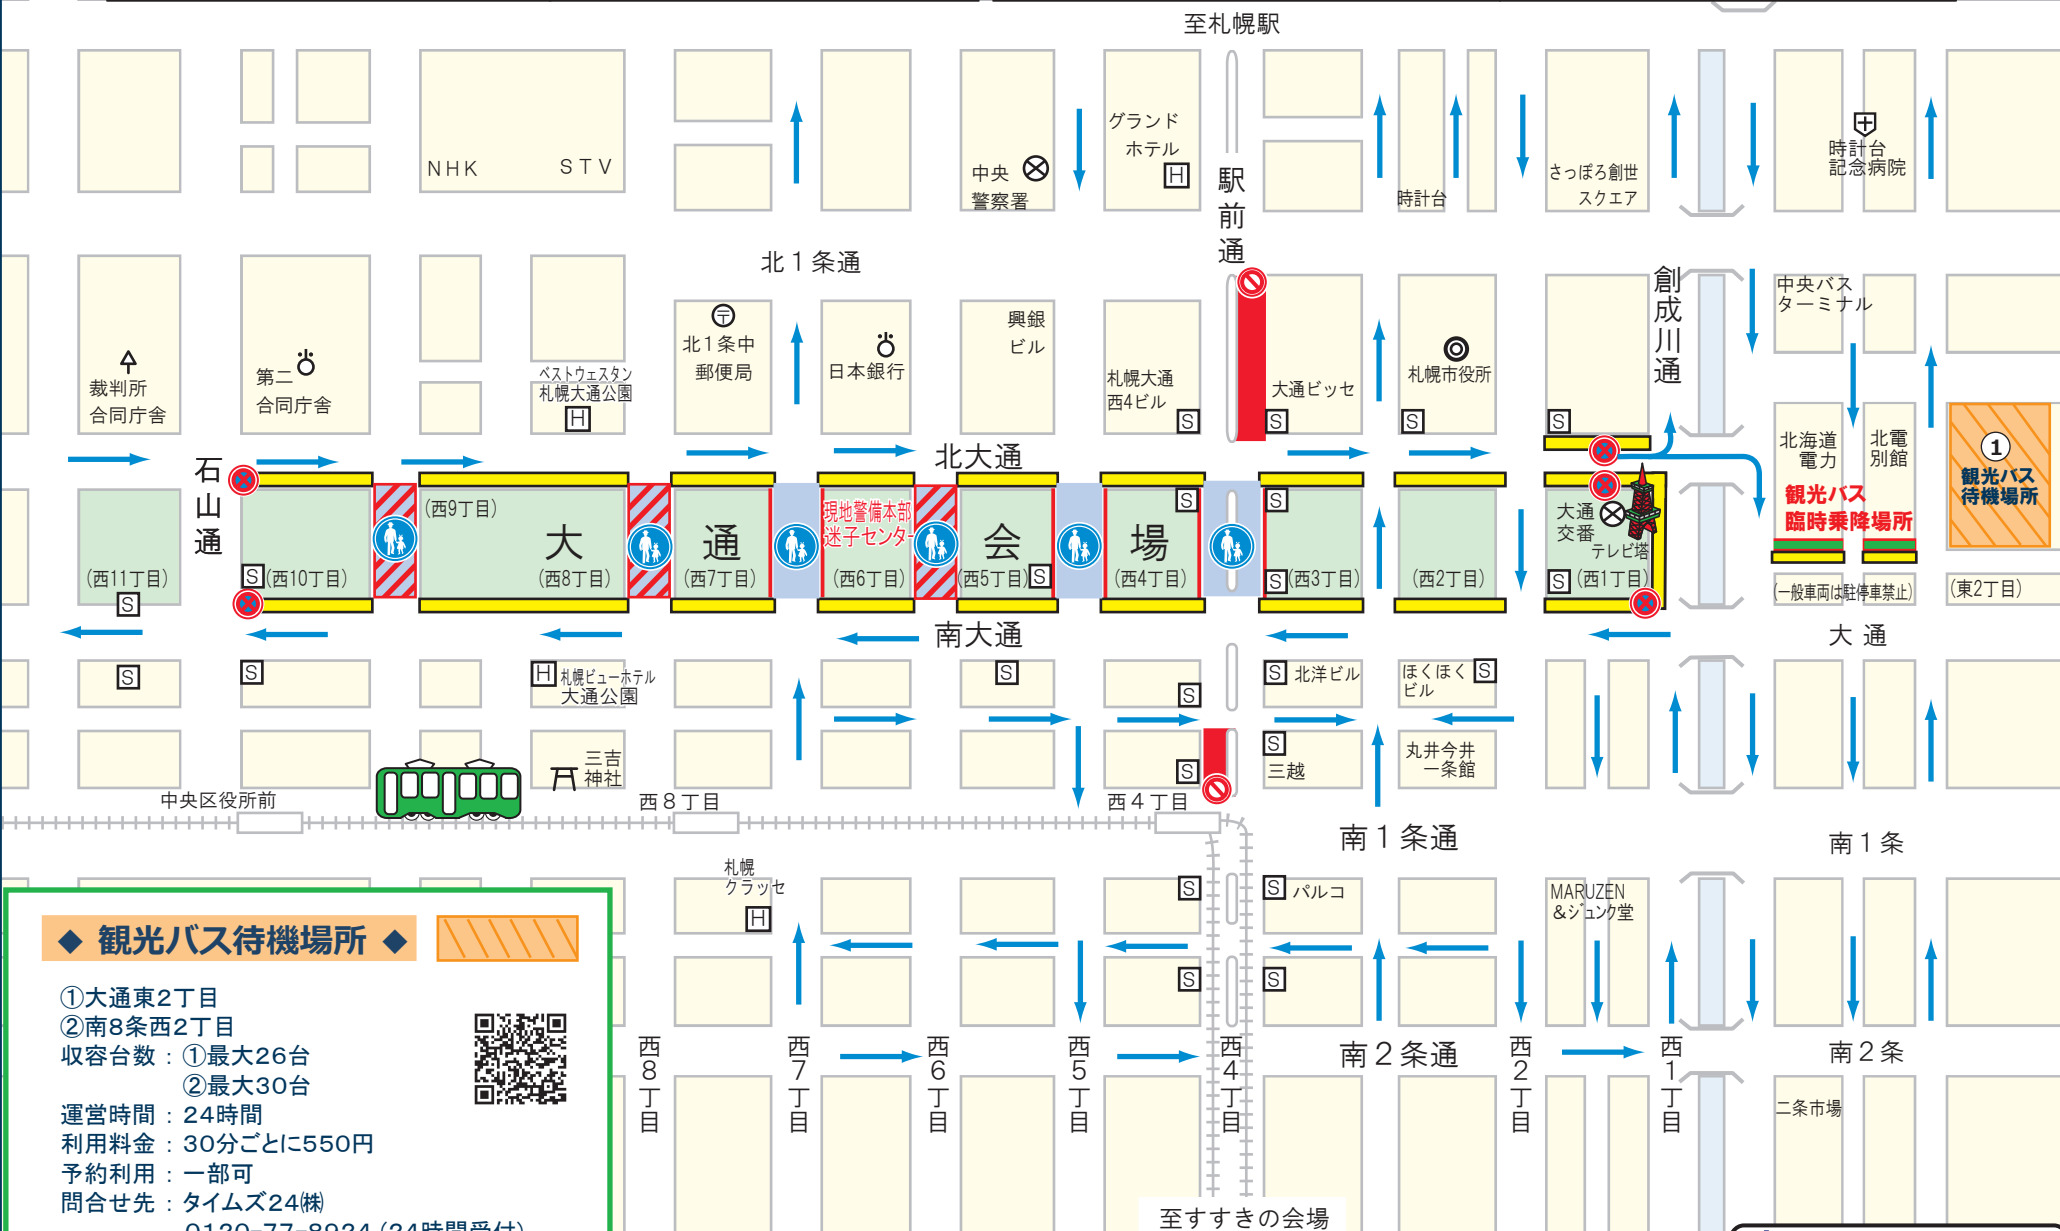 至札幌駅
NHK
STV
中央
警察署
グランド
ホテル
H
駅前通
時計台
さっぽろ創世
スクエア
時計台
記念病院
北1条通
創成川通
中央バス
ターミナル
裁判所
合同庁舎
第二
合同庁舎
ベストウェスタン
札幌大通公園
H
〒
北1条中
郵便局
日本銀行
興銀
ビル
札幌大通
西4ビル
S
大通ビッセ
S
札幌市役所
S
S
北海道
電力
北電
別館
①
観光バス
待機場所
観光バス
臨時乗降場所
石山通
北大通
(西11丁目)
S
S
(西10丁目)
(西9丁目)
大
(西8丁目)
通
(西7丁目)
現地警備本部
迷子センター
(西6丁目)
会
(西5丁目)
S
場
S
(西4丁目)
S
S
(西3丁目)
(西2丁目)
大通
交番
テレビ塔
S
(西1丁目)
(一般車両は駐停車禁止)
(東2丁目)
南大通
大通
S
S
H
札幌ビューホテル
大通公園
S
S
S
北洋ビル
ほくほく
ビル
S
三吉
神社
S
S
三越
丸井今井
一条館
中央区役所前
西8丁目
西4丁目
南1条通
南1条
札幌
クラッセ
H
S
S
パルコ
MARUZEN
&ジュンク堂
S
S
西8丁目
西7丁目
西6丁目
西5丁目
西4丁目
南2条通
西2丁目
西1丁目
南2条
二条市場
至すすきの会場
◆ 観光バス待機場所 ◆
①大通東2丁目
②南8条西2丁目
収容台数：①最大26台
②最大30台
運営時間：24時間
利用料金：30分ごとに550円
予約利用：一部可
問合せ先：タイムズ24㈱
0120-77-8924(24時間受付)